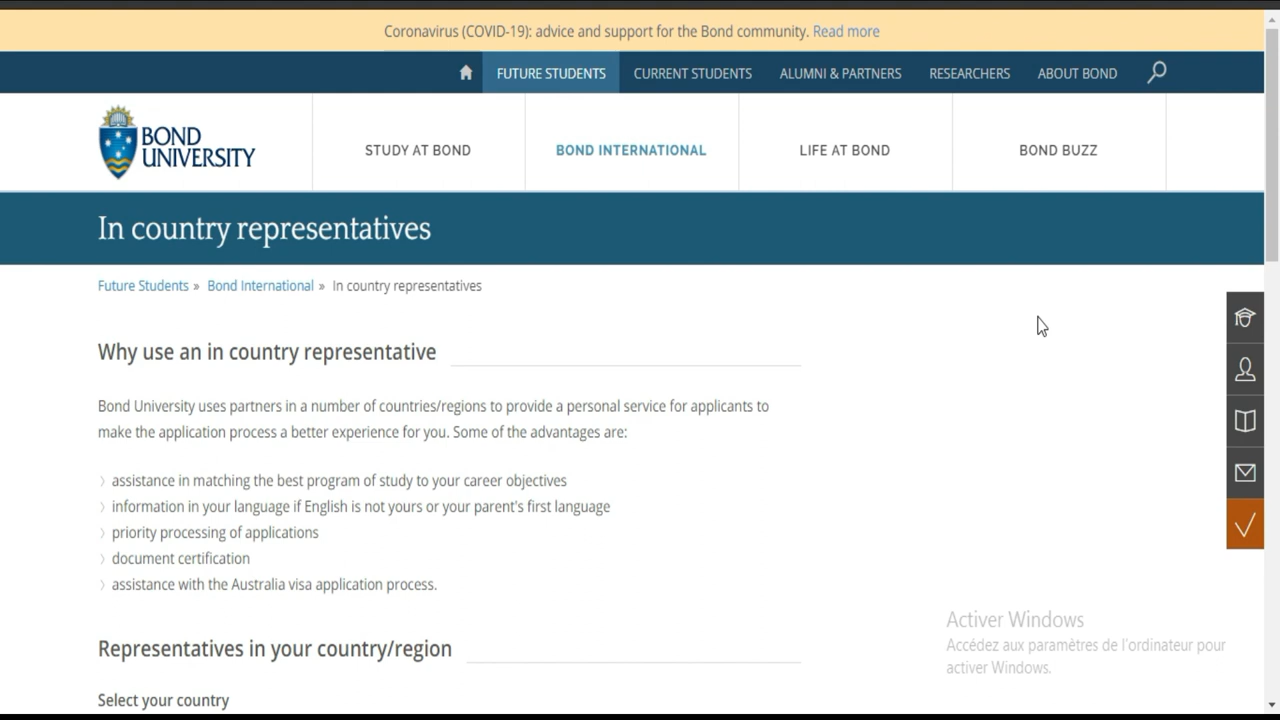 Coronavirus (COVID-19): advice and support for the Bond community. Read more
FUTURE STUDENTS CURRENT STUDENTS ALUMNI & PARTNERS RESEARCHERS ABOUT BOND
BOND
UNIVERSITY
STUDY AT BOND BOND INTERNATIONAL LIFE AT BOND BOND BUZZ
In country representatives
Future Students » Bond International » In country representatives
Why use an in country representative
Bond University uses partners in a number of countries/regions to provide a personal service for applicants to
make the application process a better experience for you. Some of the advantages are:
assistance in matching the best program of study to your career objectives
information in your language if English is not yours or your parent's first language
priority processing of applications
document certification
assistance with the Australia visa application process.
Representatives in your country/region
Select your country
Activer Windows
Accédez aux paramètres de l'ordinateur pour
activer Windows.